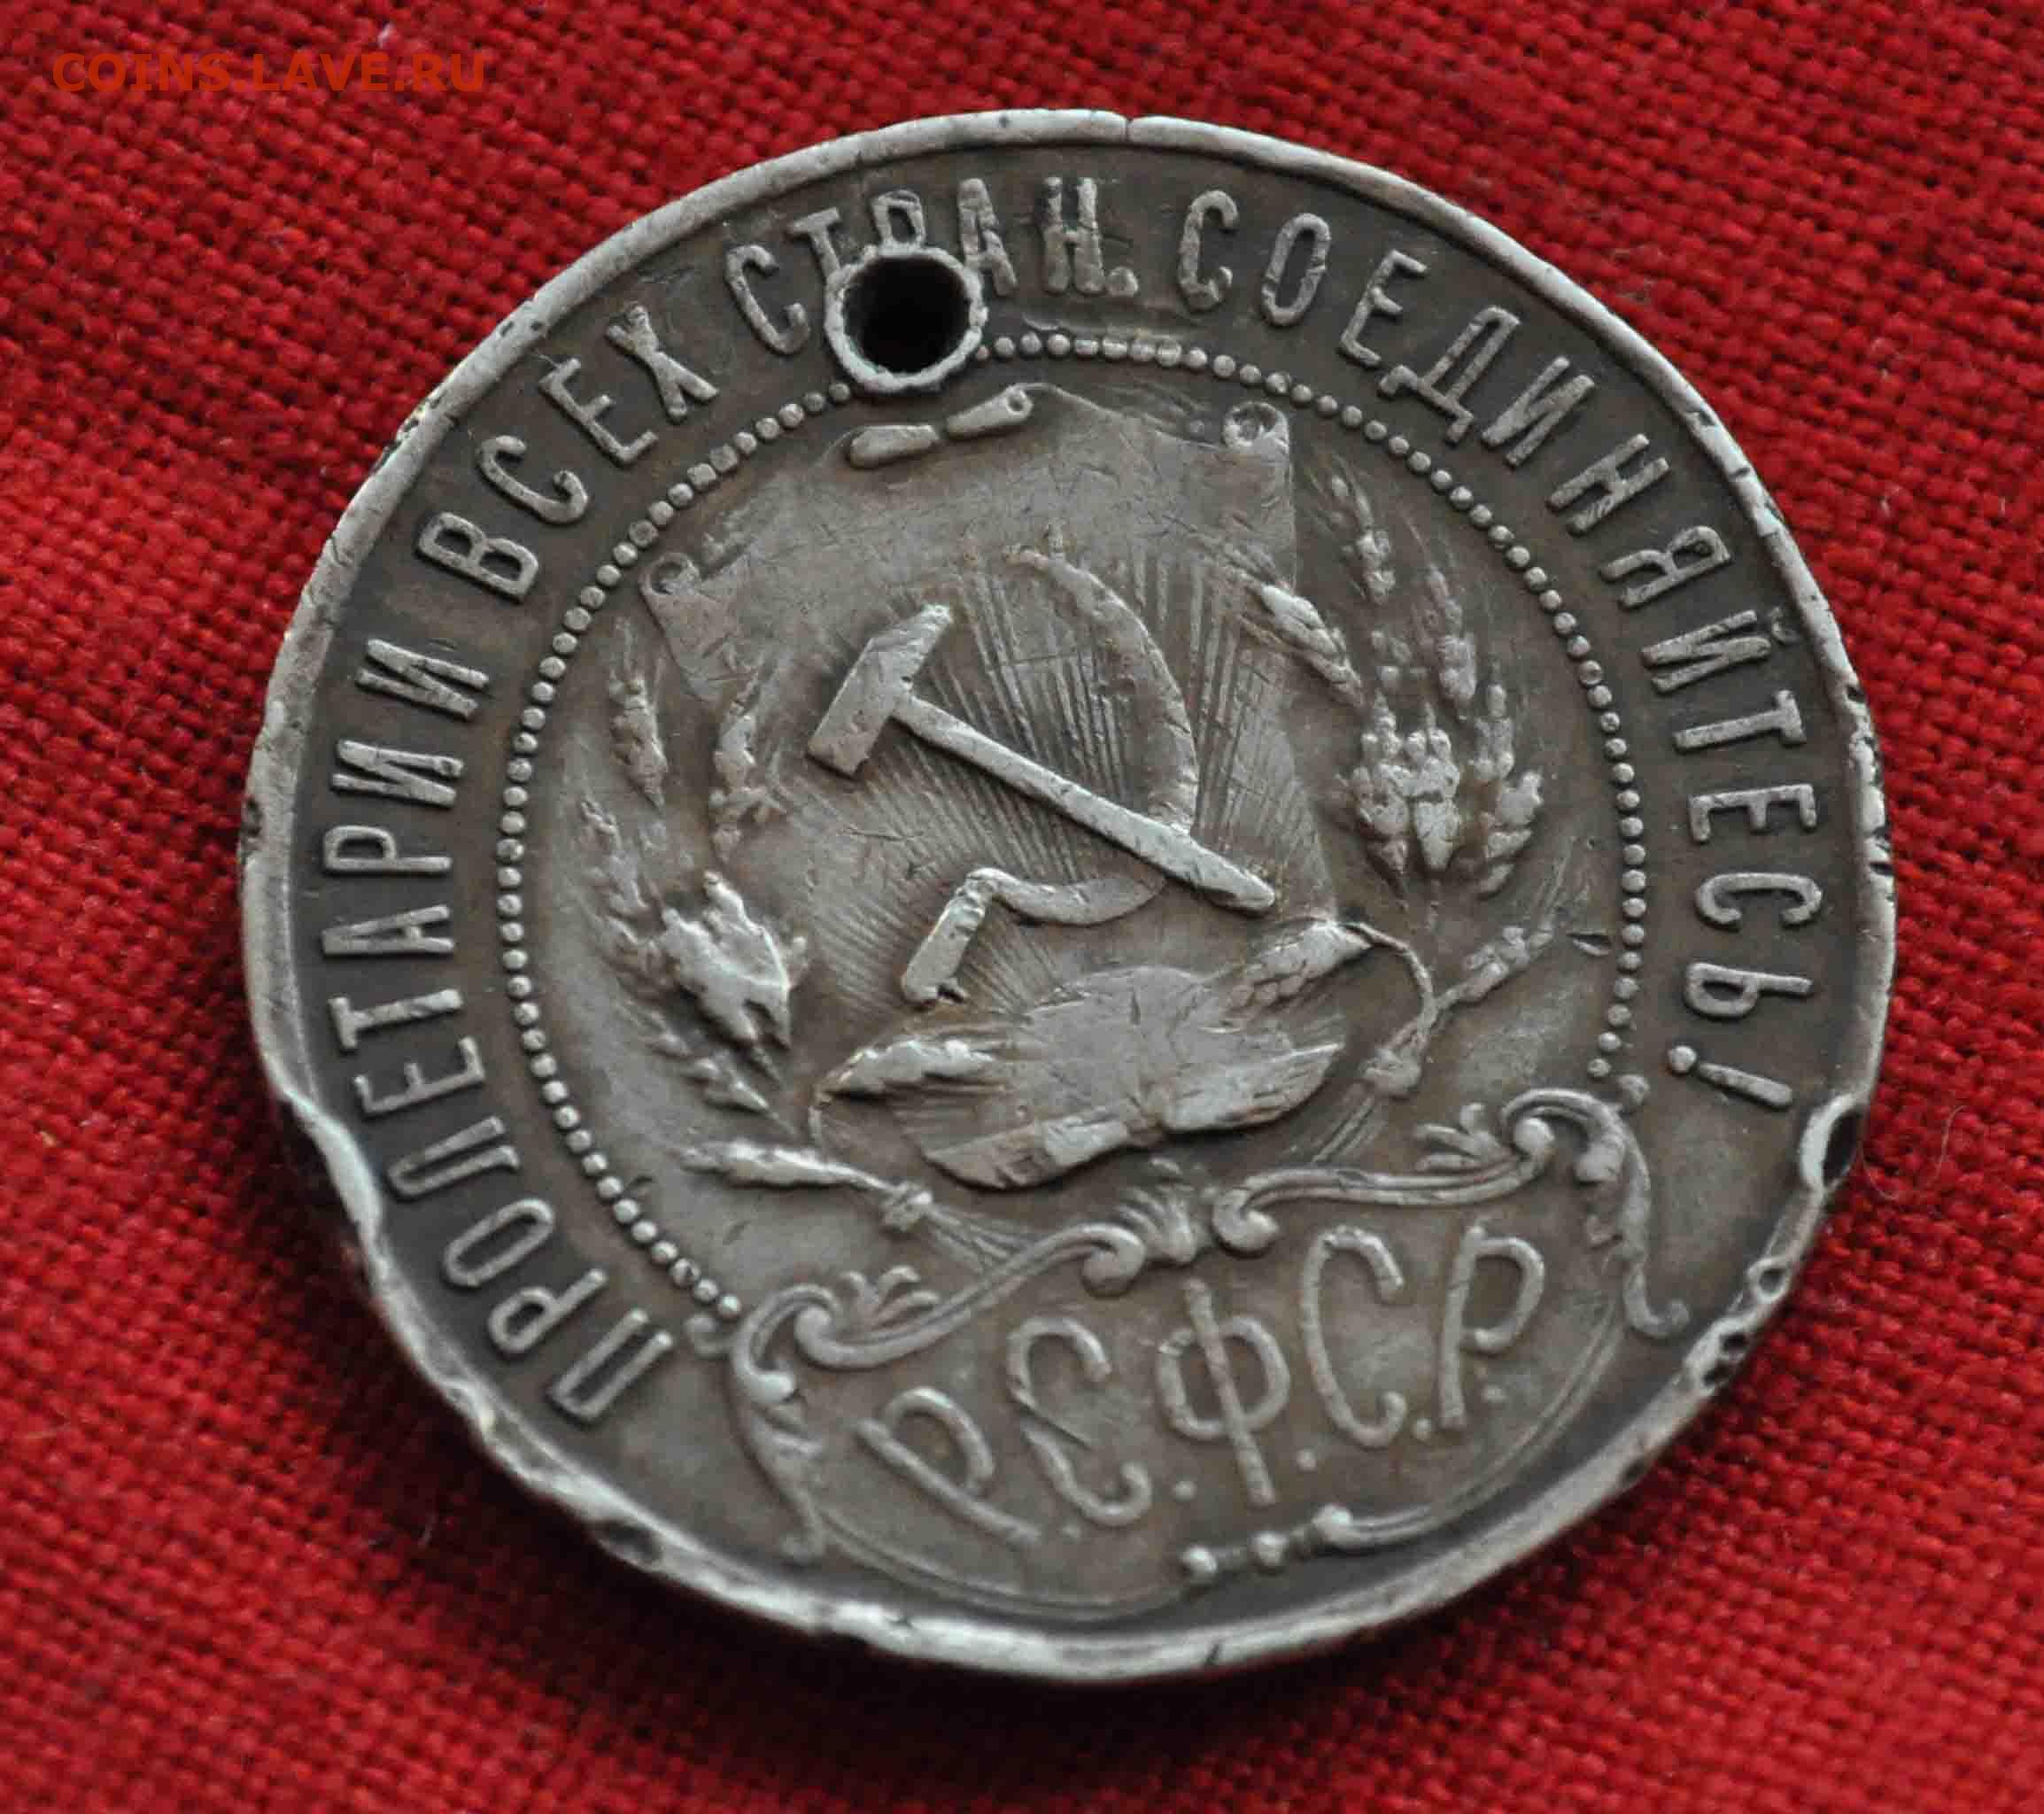 COINS.LAVE.RU
ПРОЛЕТАРИИ ВСЕХ СТРАН. СОЕДИНЯЙТЕСЬ!
Р.С.Ф.С.Р.